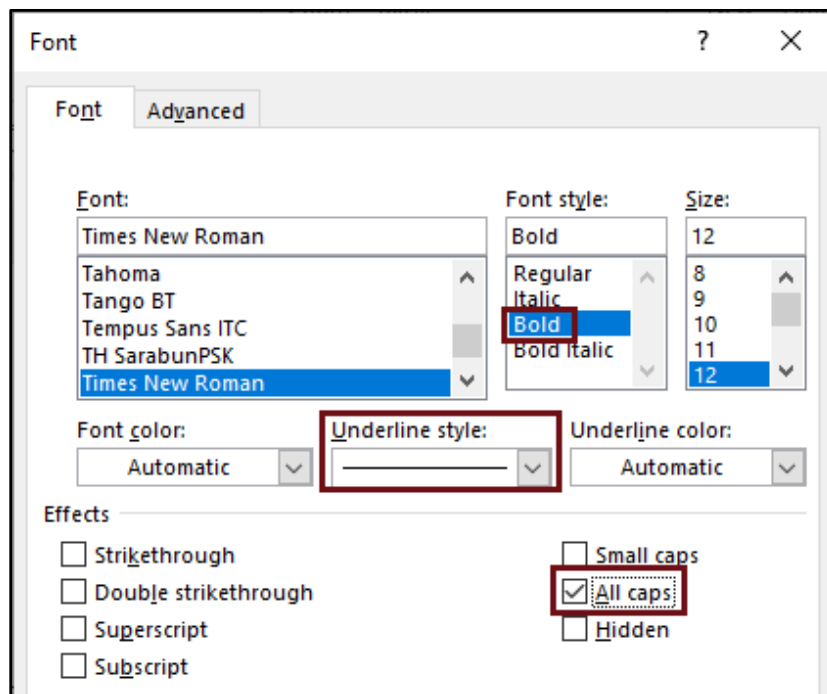 Font ? ×
Font Advanced
Font: Font style: Size:
Times New Roman Bold 12
Tahoma Regular 8
Tango BT Italic 9
Tempus Sans ITC Bold 10
TH SarabunPSK Bold Italic 11
Times New Roman 12
Font color: Underline style: Underline color:
Automatic Automatic
Effects
Strikethrough Small caps
Double strikethrough All caps
Superscript Hidden
Subscript